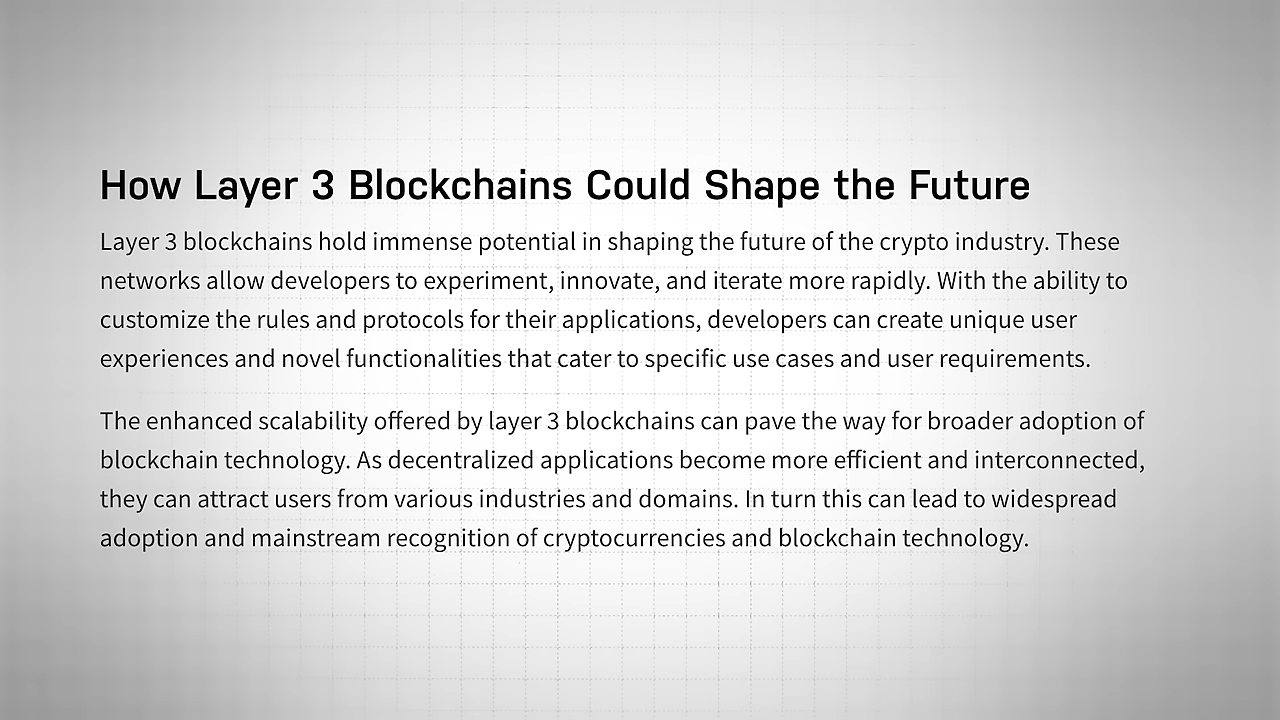 How Layer 3 Blockchains Could Shape the Future
Layer 3 blockchains hold immense potential in shaping the future of the crypto industry. These
networks allow developers to experiment, innovate, and iterate more rapidly. With the ability to
customize the rules and protocols for their applications, developers can create unique user
experiences and novel functionalities that cater to specific use cases and user requirements.
The enhanced scalability offered by layer 3 blockchains can pave the way for broader adoption of
blockchain technology. As decentralized applications become more efficient and interconnected,
they can attract users from various industries and domains. In turn this can lead to widespread
adoption and mainstream recognition of cryptocurrencies and blockchain technology.